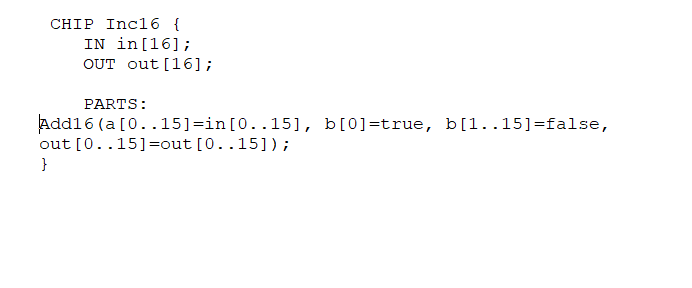 CHIP Inc16 {
IN in[16];
OUT out[16];
PARTS:
Add16(a[0..15]=in[0..15], b[0]=true, b[1..15]=false,
out[0..15]=out[0..15]);
}